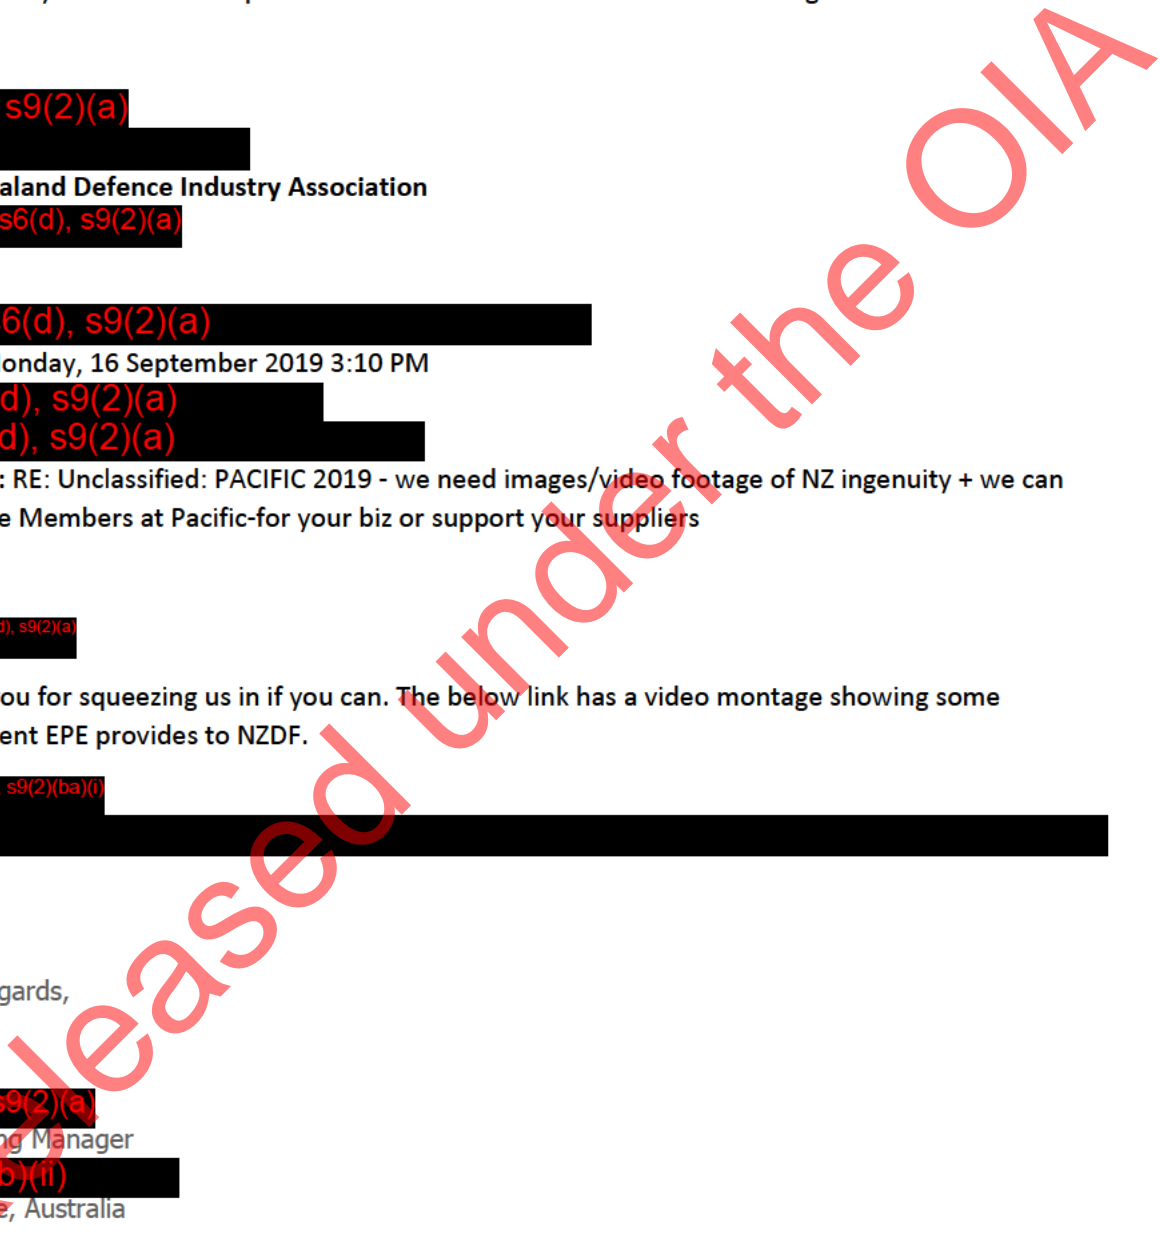 s9(2)(a)
aland Defence Industry Association
s6(d), s9(2)(a)
6(d), s9(2)(a)
onday, 16 September 2019 3:10 PM
d), s9(2)(a)
d), s9(2)(a)
: RE: Unclassified: PACIFIC 2019 - we need images/video footage of NZ ingenuity + we can
e Members at Pacific-for your biz or support your suppliers
d), s9(2)(a)
ou for squeezing us in if you can. The below link has a video montage showing some
ent EPE provides to NZDF.
s9(2)(ba)(i)
gards,
s9(2)(a)
ng Manager
b)(ii)
e, Australia
eleased under the OIA